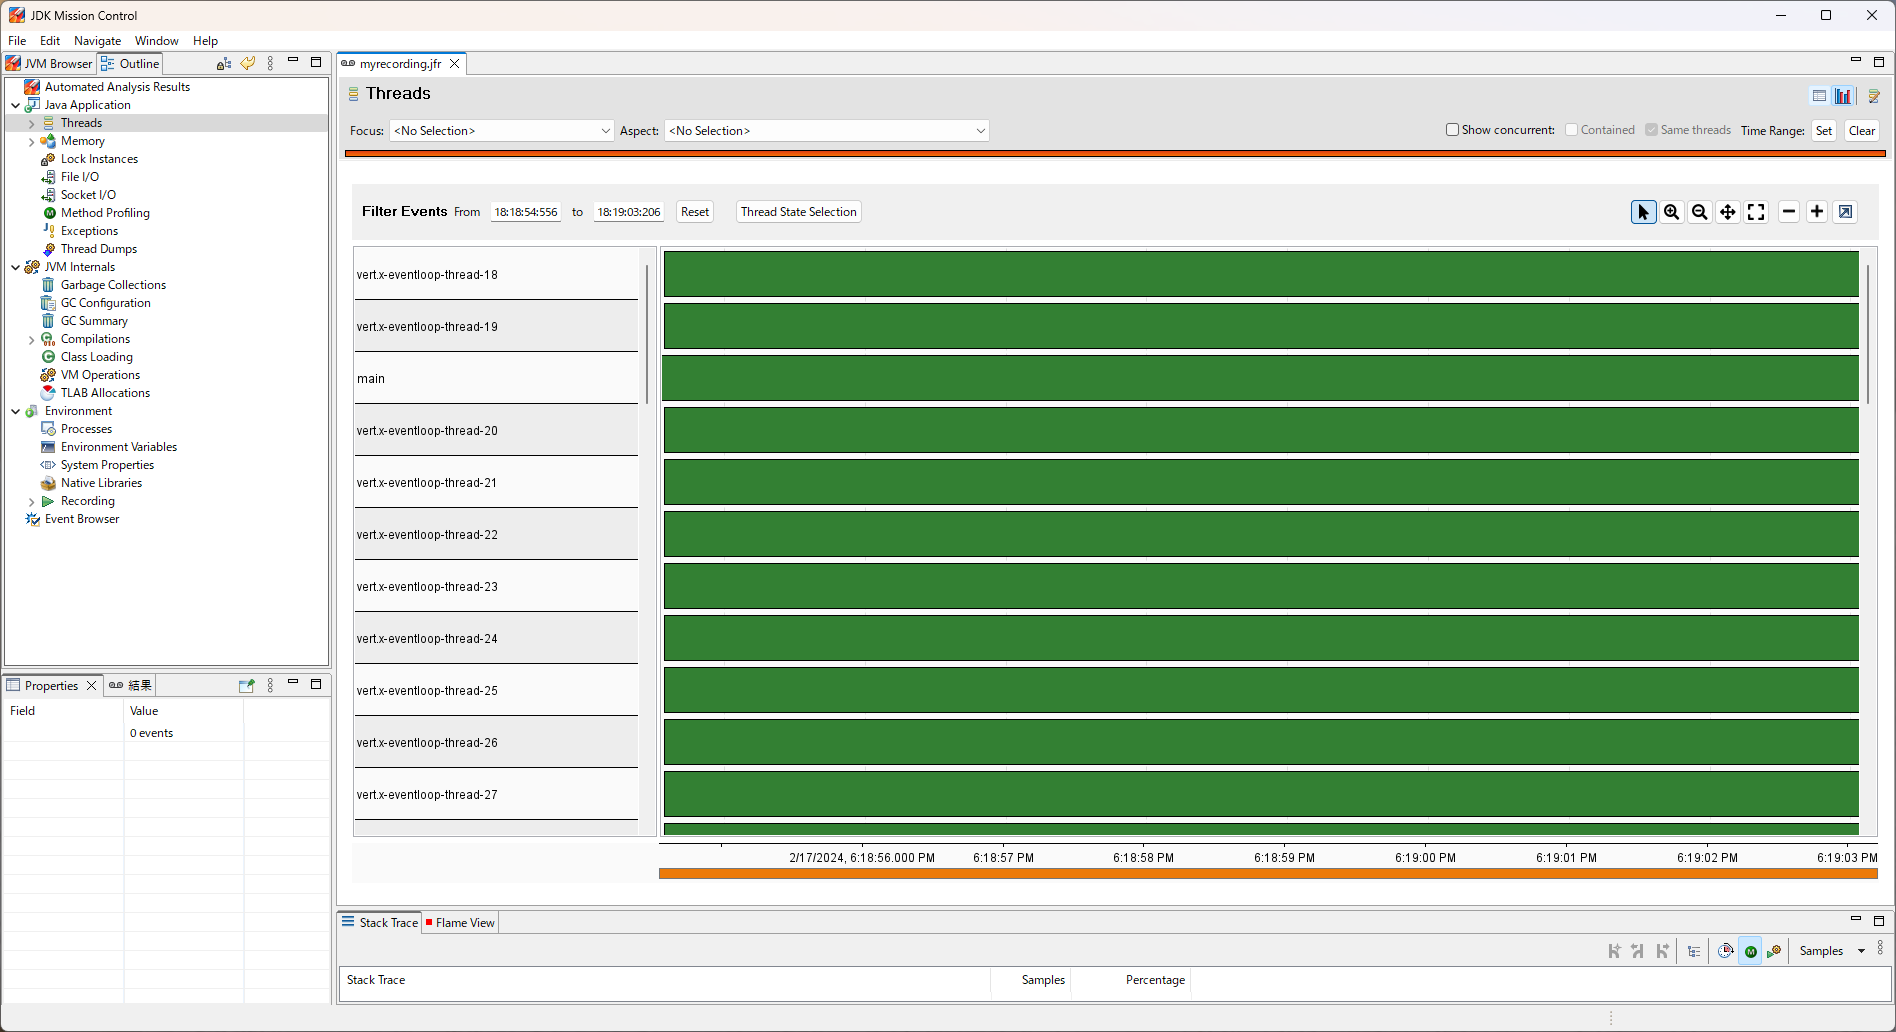 JDK Mission Control
File Edit Navigate Window Help
JVM Browser Outline
Automated Analysis Results
Java Application
Threads
Memory
Lock Instances
File I/O
Socket I/O
Method Profiling
Exceptions
Thread Dumps
JVM Internals
Garbage Collections
GC Configuration
GC Summary
Compilations
Class Loading
VM Operations
TLAB Allocations
Environment
Processes
Environment Variables
System Properties
Native Libraries
Recording
Event Browser
Properties 結果
Field Value
0 events
myrecording.jfr
Threads
Focus: <No Selection> Aspect: <No Selection> Show concurrent: Contained Same threads Time Range: Set Clear
Filter Events From 18:18:54:556 to 18:19:03:206 Reset Thread State Selection
vert.x-eventloop-thread-18
vert.x-eventloop-thread-19
main
vert.x-eventloop-thread-20
vert.x-eventloop-thread-21
vert.x-eventloop-thread-22
vert.x-eventloop-thread-23
vert.x-eventloop-thread-24
vert.x-eventloop-thread-25
vert.x-eventloop-thread-26
vert.x-eventloop-thread-27
2/17/2024, 6:18:56.000 PM 6:18:57 PM 6:18:58 PM 6:18:59 PM 6:19:00 PM 6:19:01 PM 6:19:02 PM 6:19:03 PM
Stack Trace Flame View
Samples
Stack Trace Samples Percentage